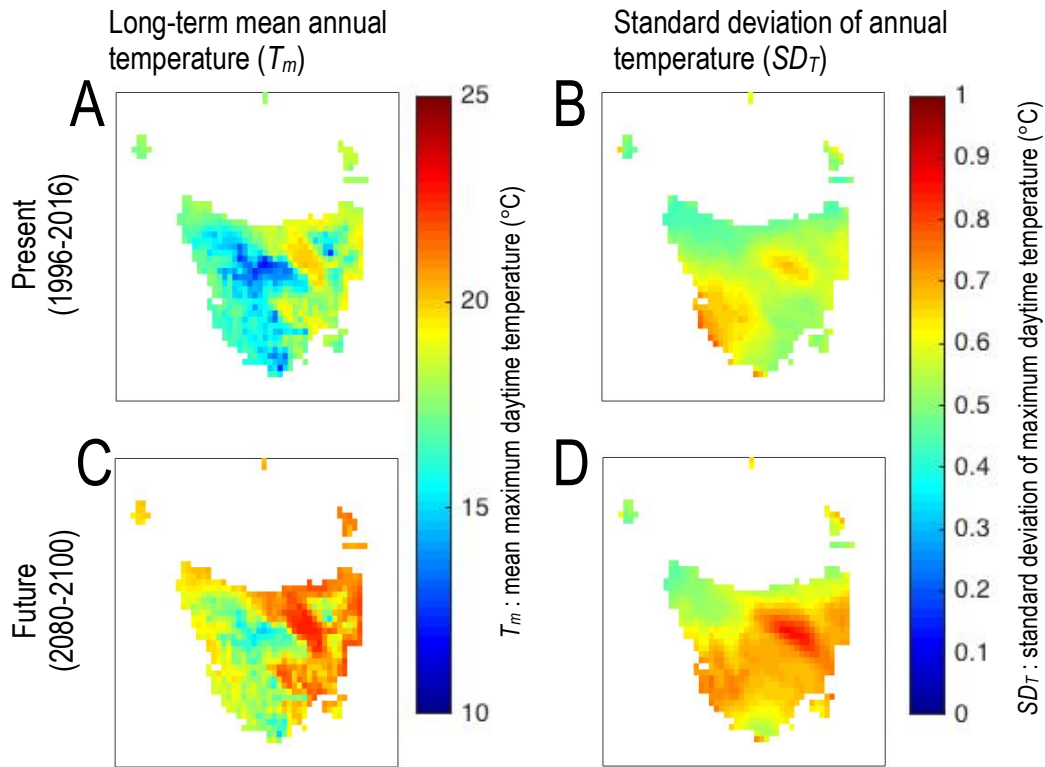 Long-term mean annual
temperature (Tm)
Standard deviation of annual
temperature (SDT)
A
B
Present
(1996-2016)
25
20
15
10
Tm : mean maximum daytime temperature (°C)
1
0.9
0.8
0.7
0.6
0.5
0.4
0.3
0.2
0.1
0
SDT : standard deviation of maximum daytime temperature (°C)
C
D
Future
(2080-2100)